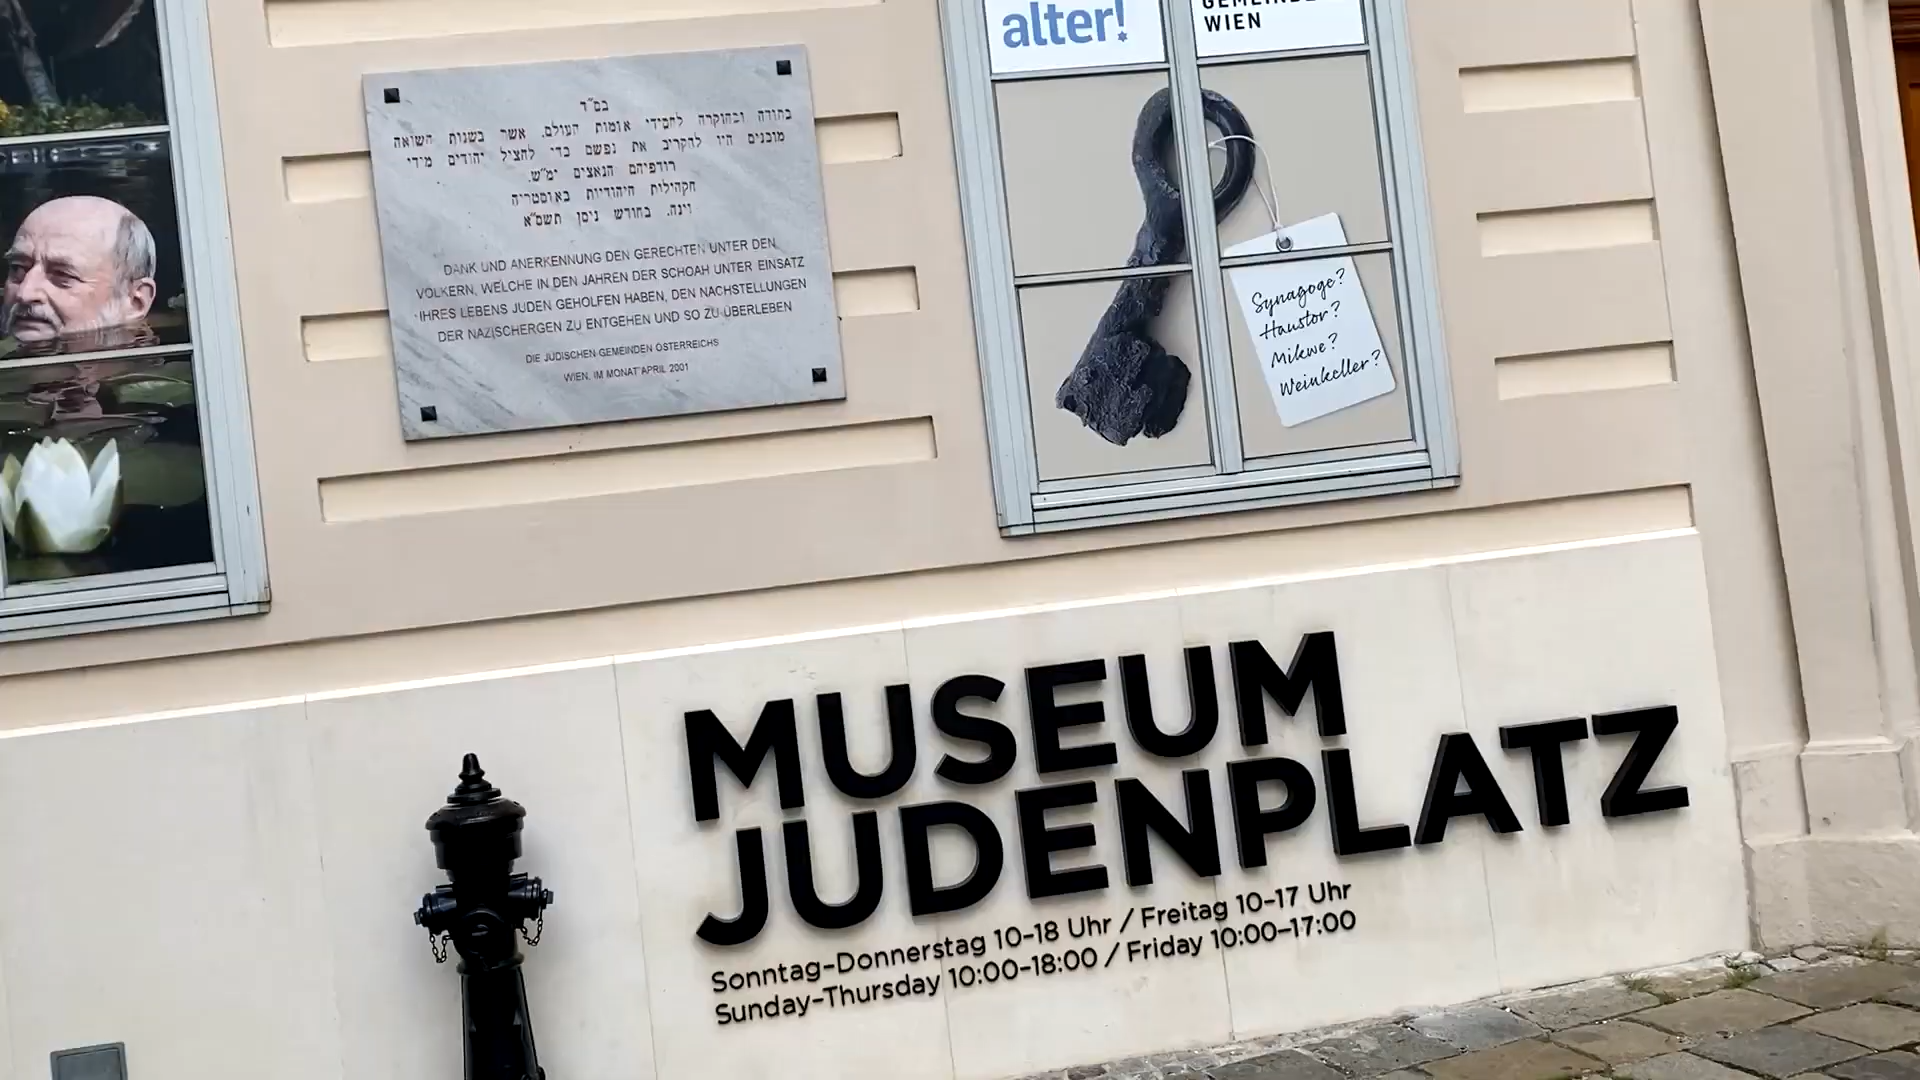 בס״ד
בתודה ובהוקרה לחסידי אומות העולם, אשר בשנות השואה
מוכנים היו להקריב את נפשם כדי להציל יהודים מידי
רודפיהם הנאצים ימ״ש.
הקהילות היהודיות באוסטריה
וינה, בחודש ניסן תשס״א
DANK UND ANERKENNUNG DEN GERECHTEN UNTER DEN
VÖLKERN, WELCHE IN DEN JAHREN DER SCHOAH UNTER EINSATZ
IHRES LEBENS JUDEN GEHOLFEN HABEN, DEN NACHSTELLUNGEN
DER NAZISCHERGEN ZU ENTGEHEN UND SO ZU ÜBERLEBEN
DIE JÜDISCHEN GEMEINDEN ÖSTERREICHS
WIEN, IM MONAT APRIL 2001
alter!
GEMEINDE
WIEN
Synagoge?
Haustor?
Mikwe?
Weinkeller?
MUSEUM
JUDENPLATZ
Sonntag–Donnerstag 10–18 Uhr / Freitag 10–17 Uhr
Sunday–Thursday 10:00–18:00 / Friday 10:00–17:00